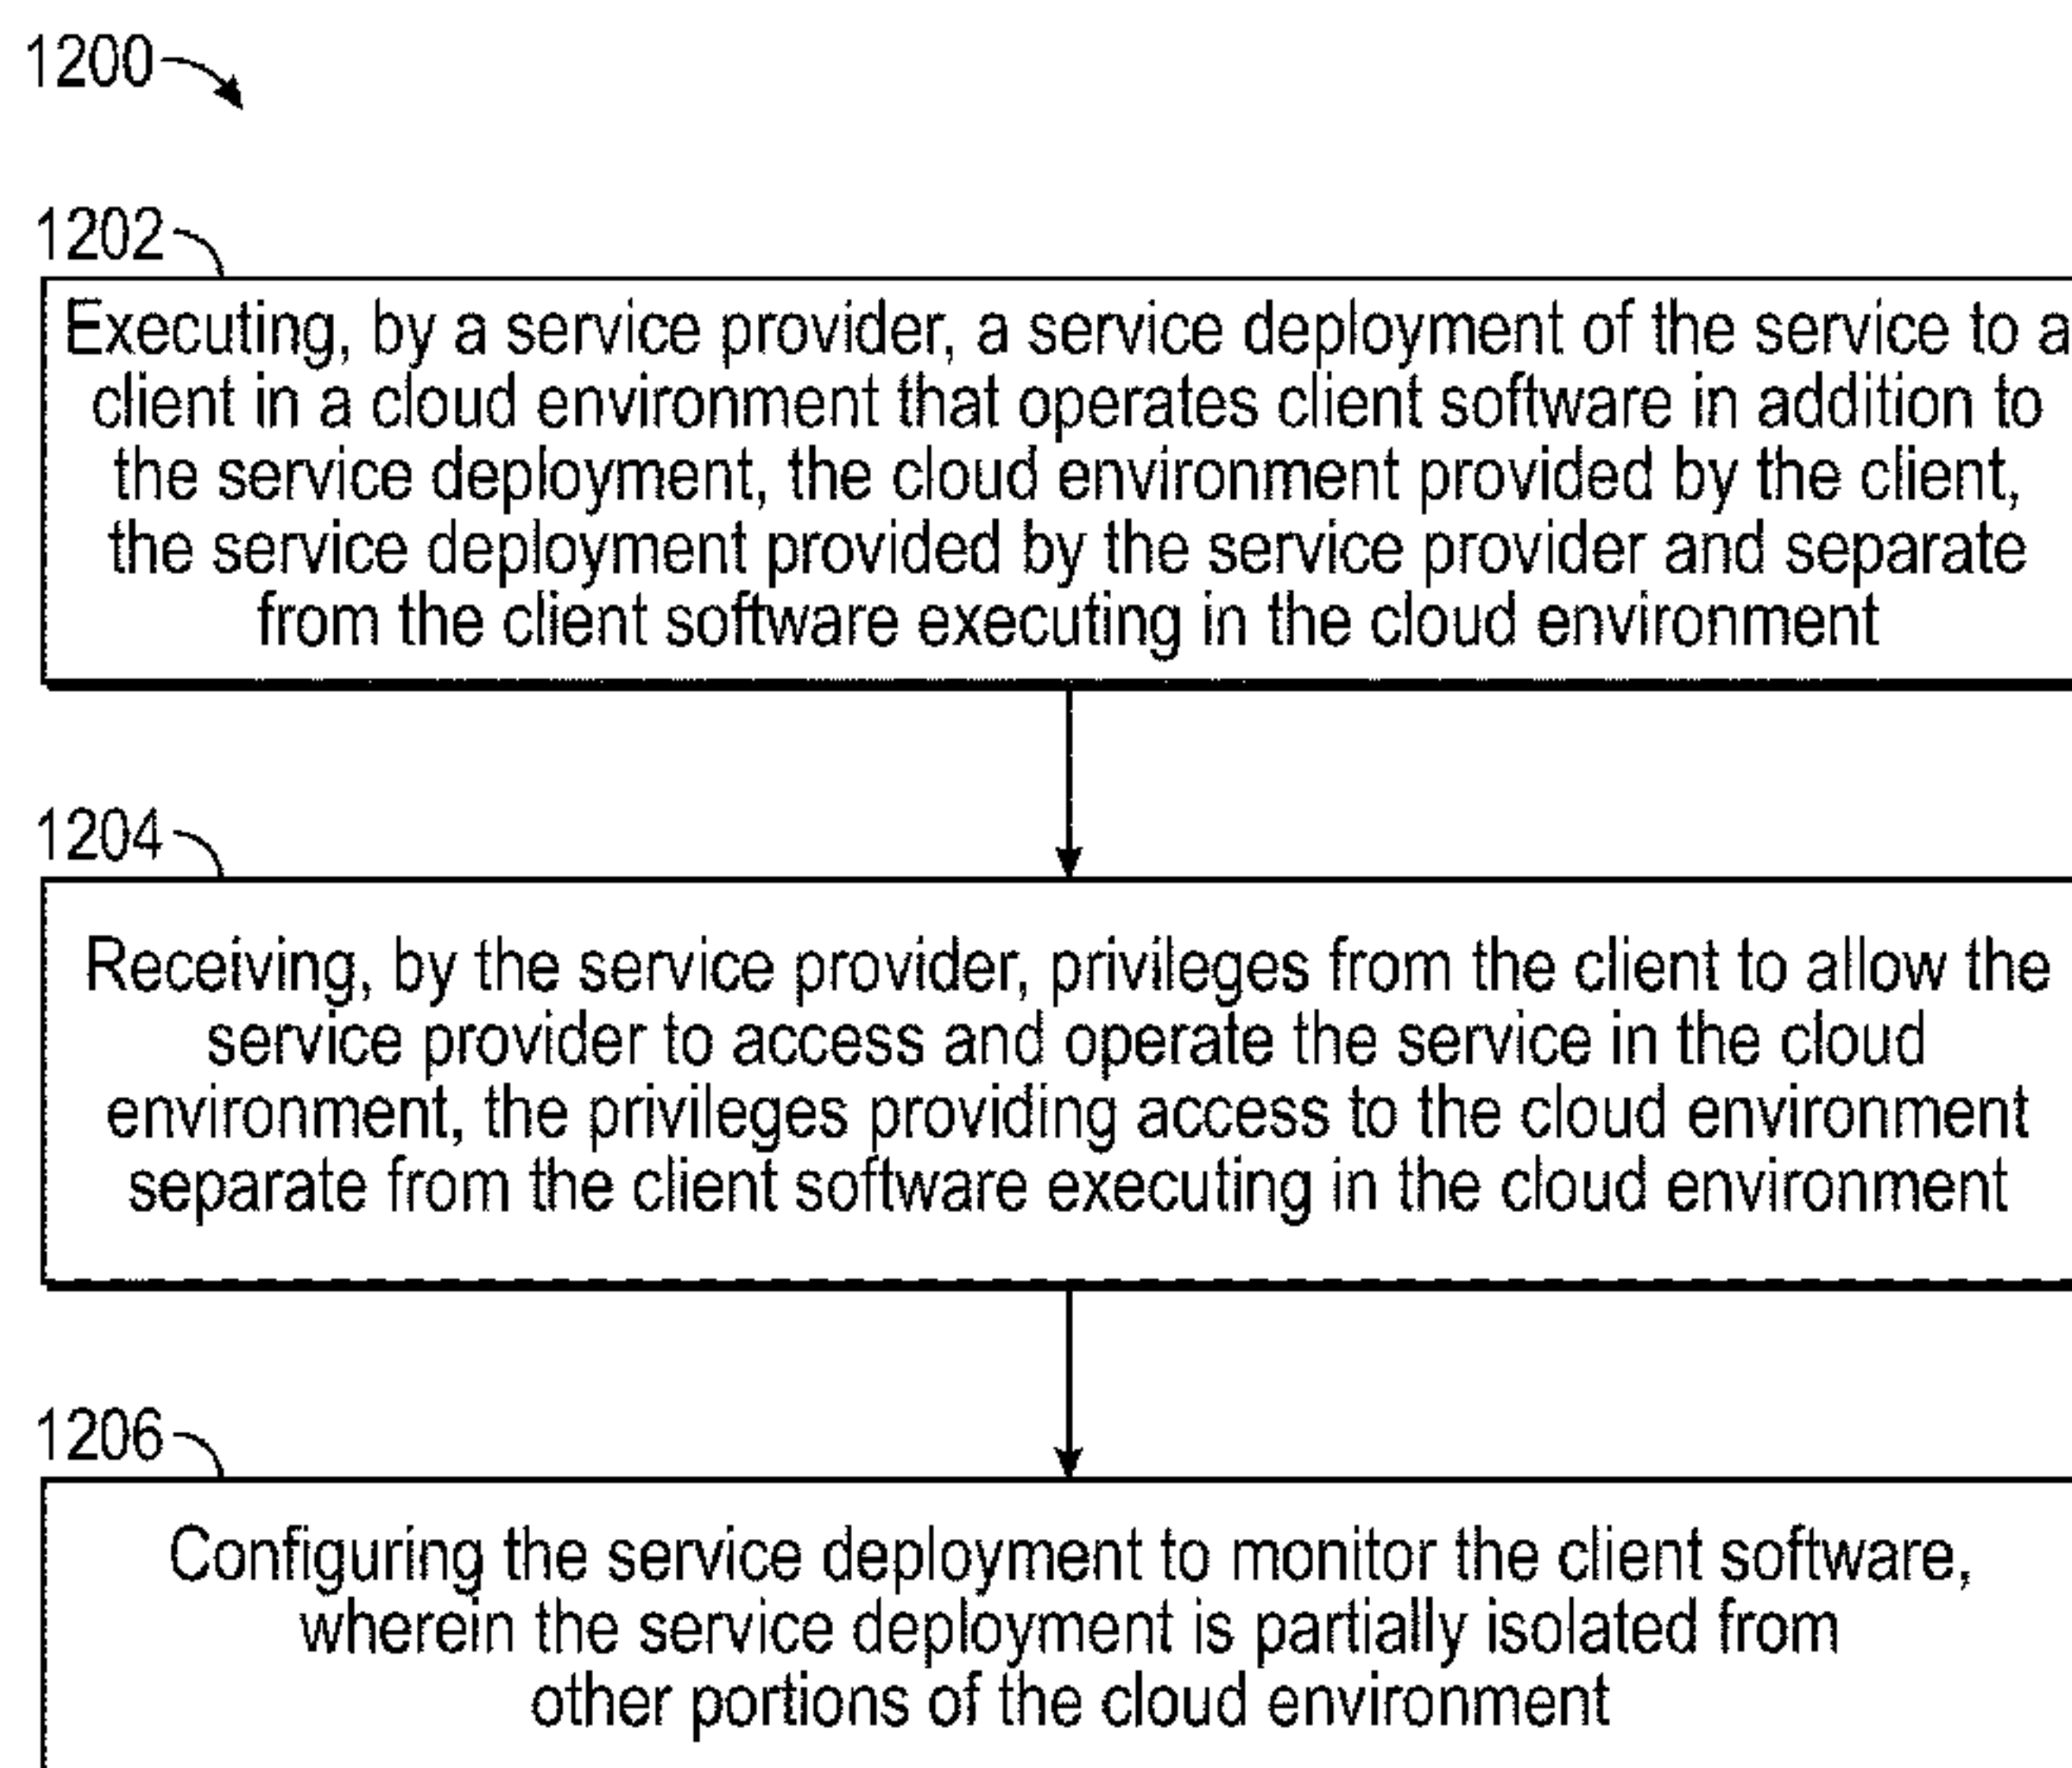 1200
1202
Executing, by a service provider, a service deployment of the service to a
client in a cloud environment that operates client software in addition to
the service deployment, the cloud environment provided by the client,
the service deployment provided by the service provider and separate
from the client software executing in the cloud environment
1204
Receiving, by the service provider, privileges from the client to allow the
service provider to access and operate the service in the cloud
environment, the privileges providing access to the cloud environment
separate from the client software executing in the cloud environment
1206
Configuring the service deployment to monitor the client software,
wherein the service deployment is partially isolated from
other portions of the cloud environment